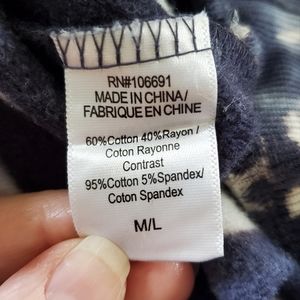 RN#106691
MADE IN CHINA/
FABRIQUE EN CHINE
60%Cotton 40%Rayon /
Coton Rayonne
Contrast
95%Cotton 5%Spandex/
Coton Spandex
M/L